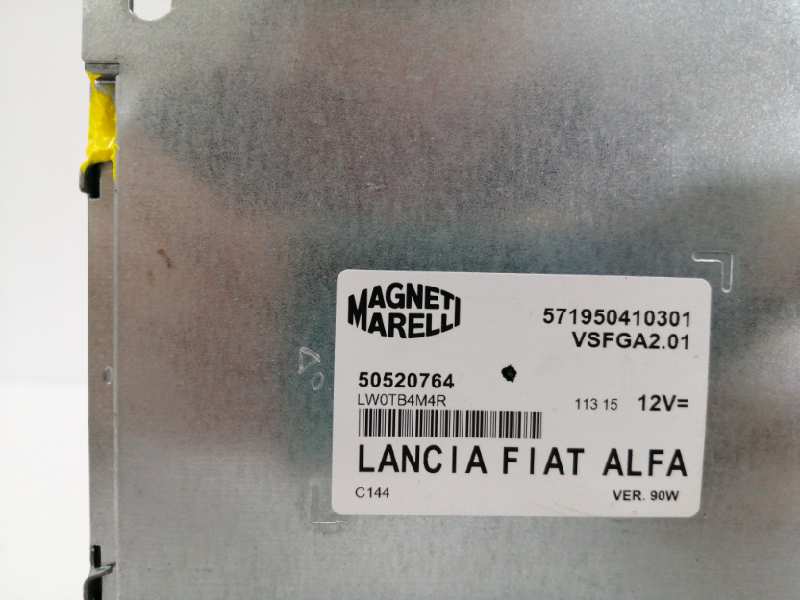 MAGNETI
MARELLI
571950410301
VSFGA2.01
50520764
LW0TB4M4R
113 15 12V=
LANCIA FIAT ALFA
C144
VER. 90W